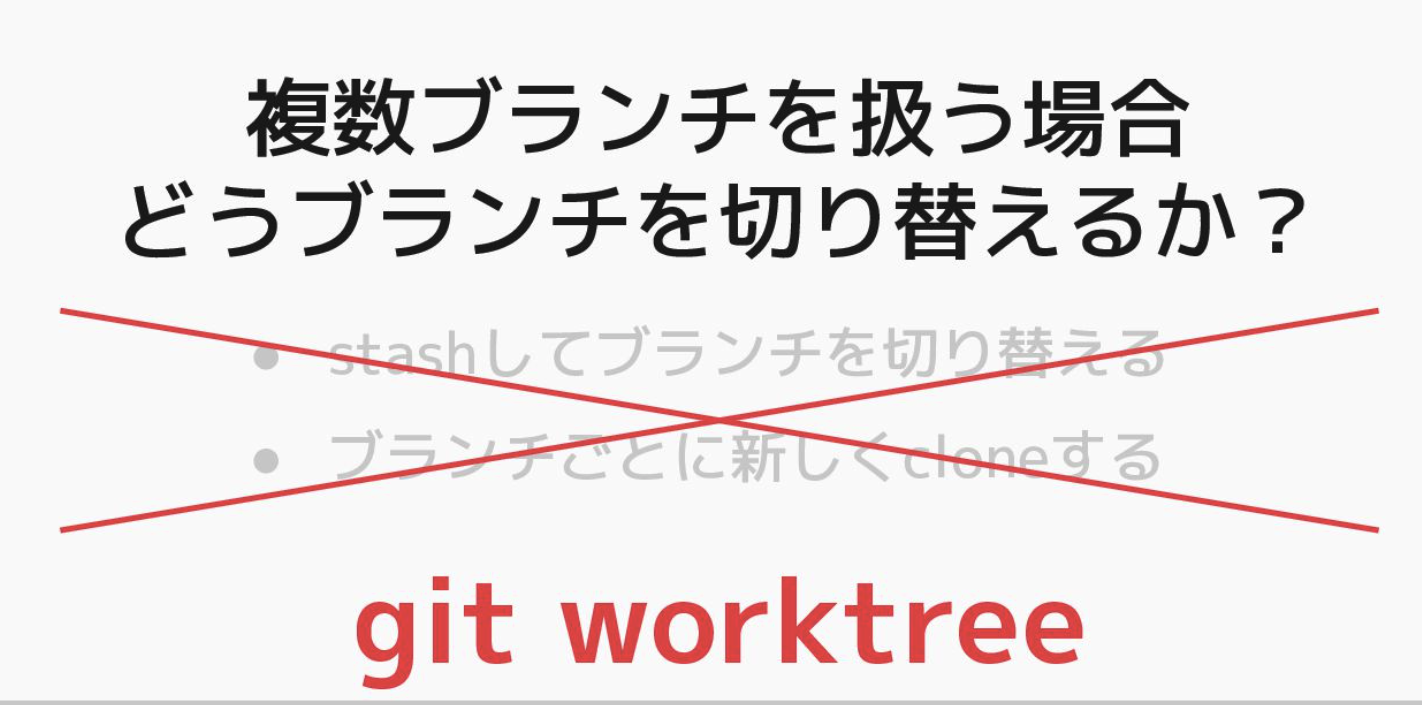 複数ブランチを扱う場合
どうブランチを切り替えるか？
● stashしてブランチを切り替える
● ブランチごとに新しくcloneする
git worktree